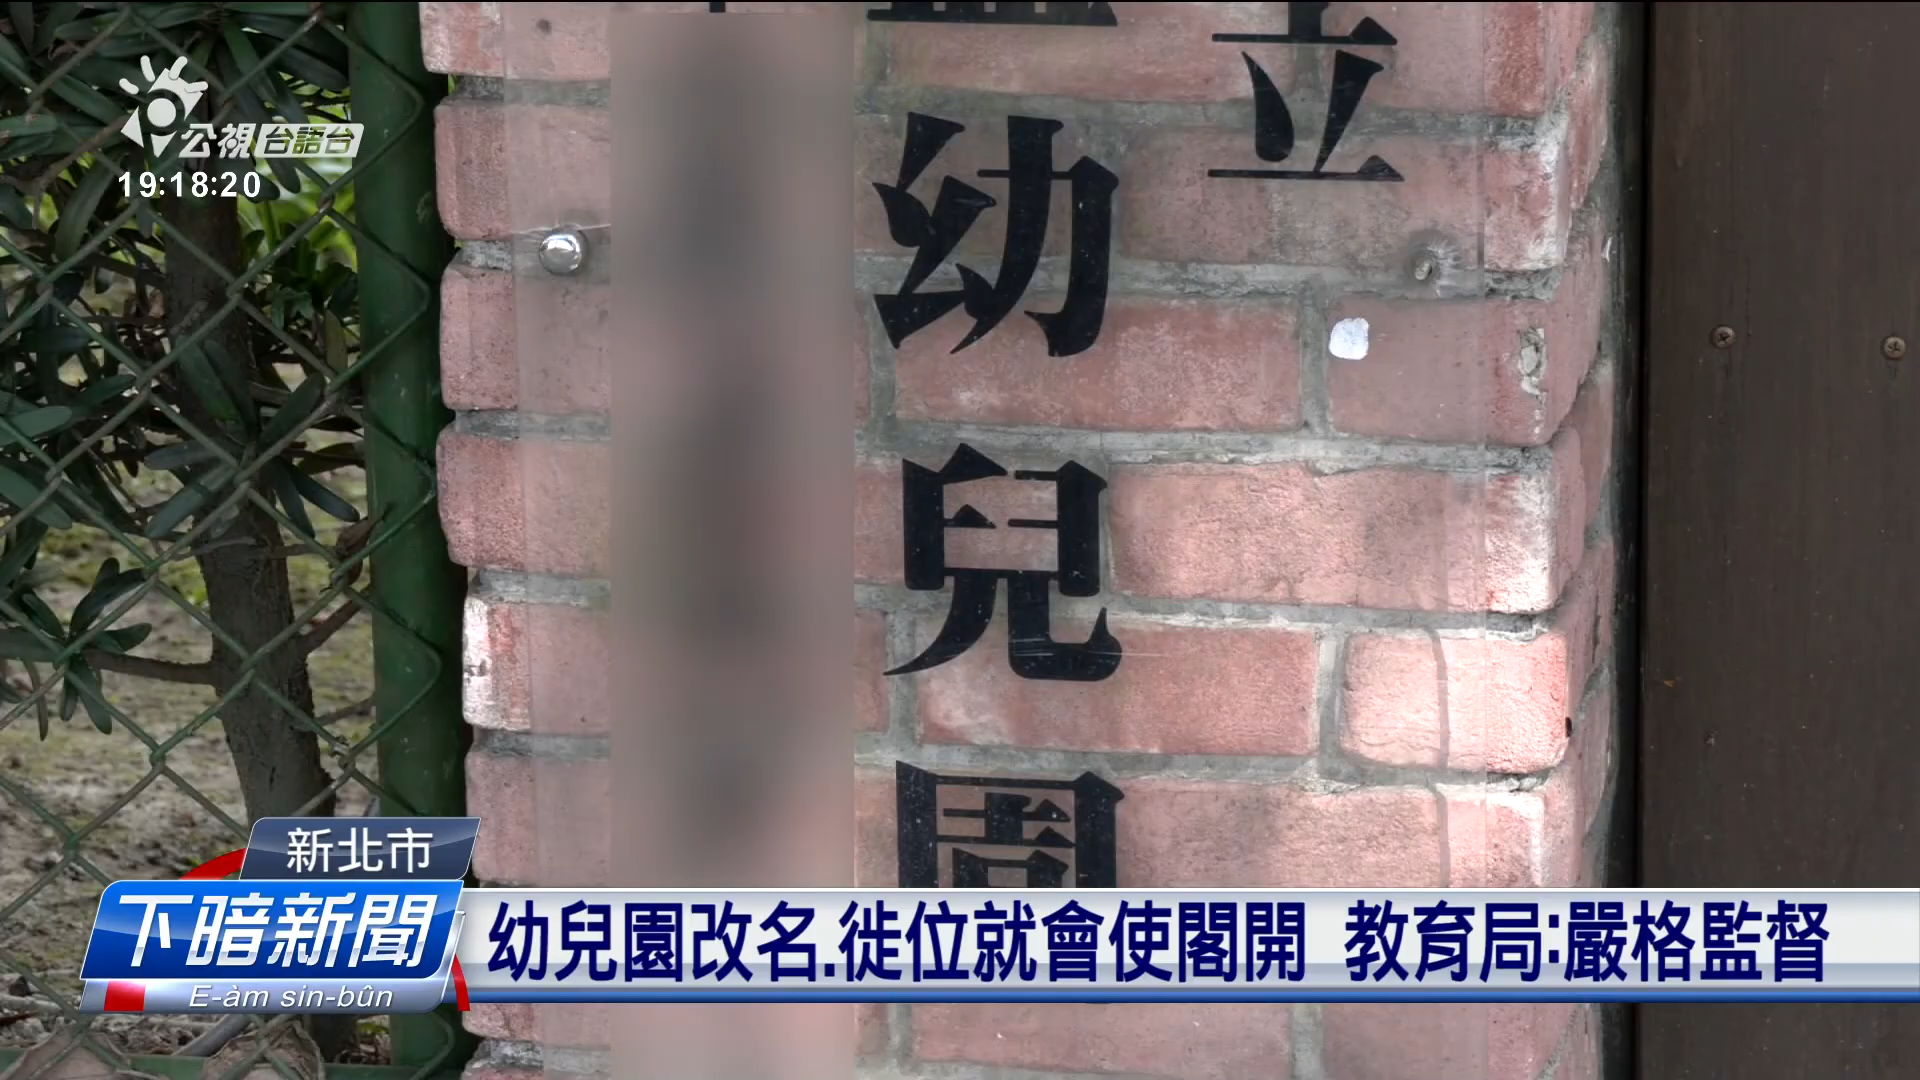 公視台語台
19:18:20
立
幼兒園
新北市
下暗新聞
E-àm sin-bûn
幼兒園改名.徙位就會使閣開 教育局:嚴格監督